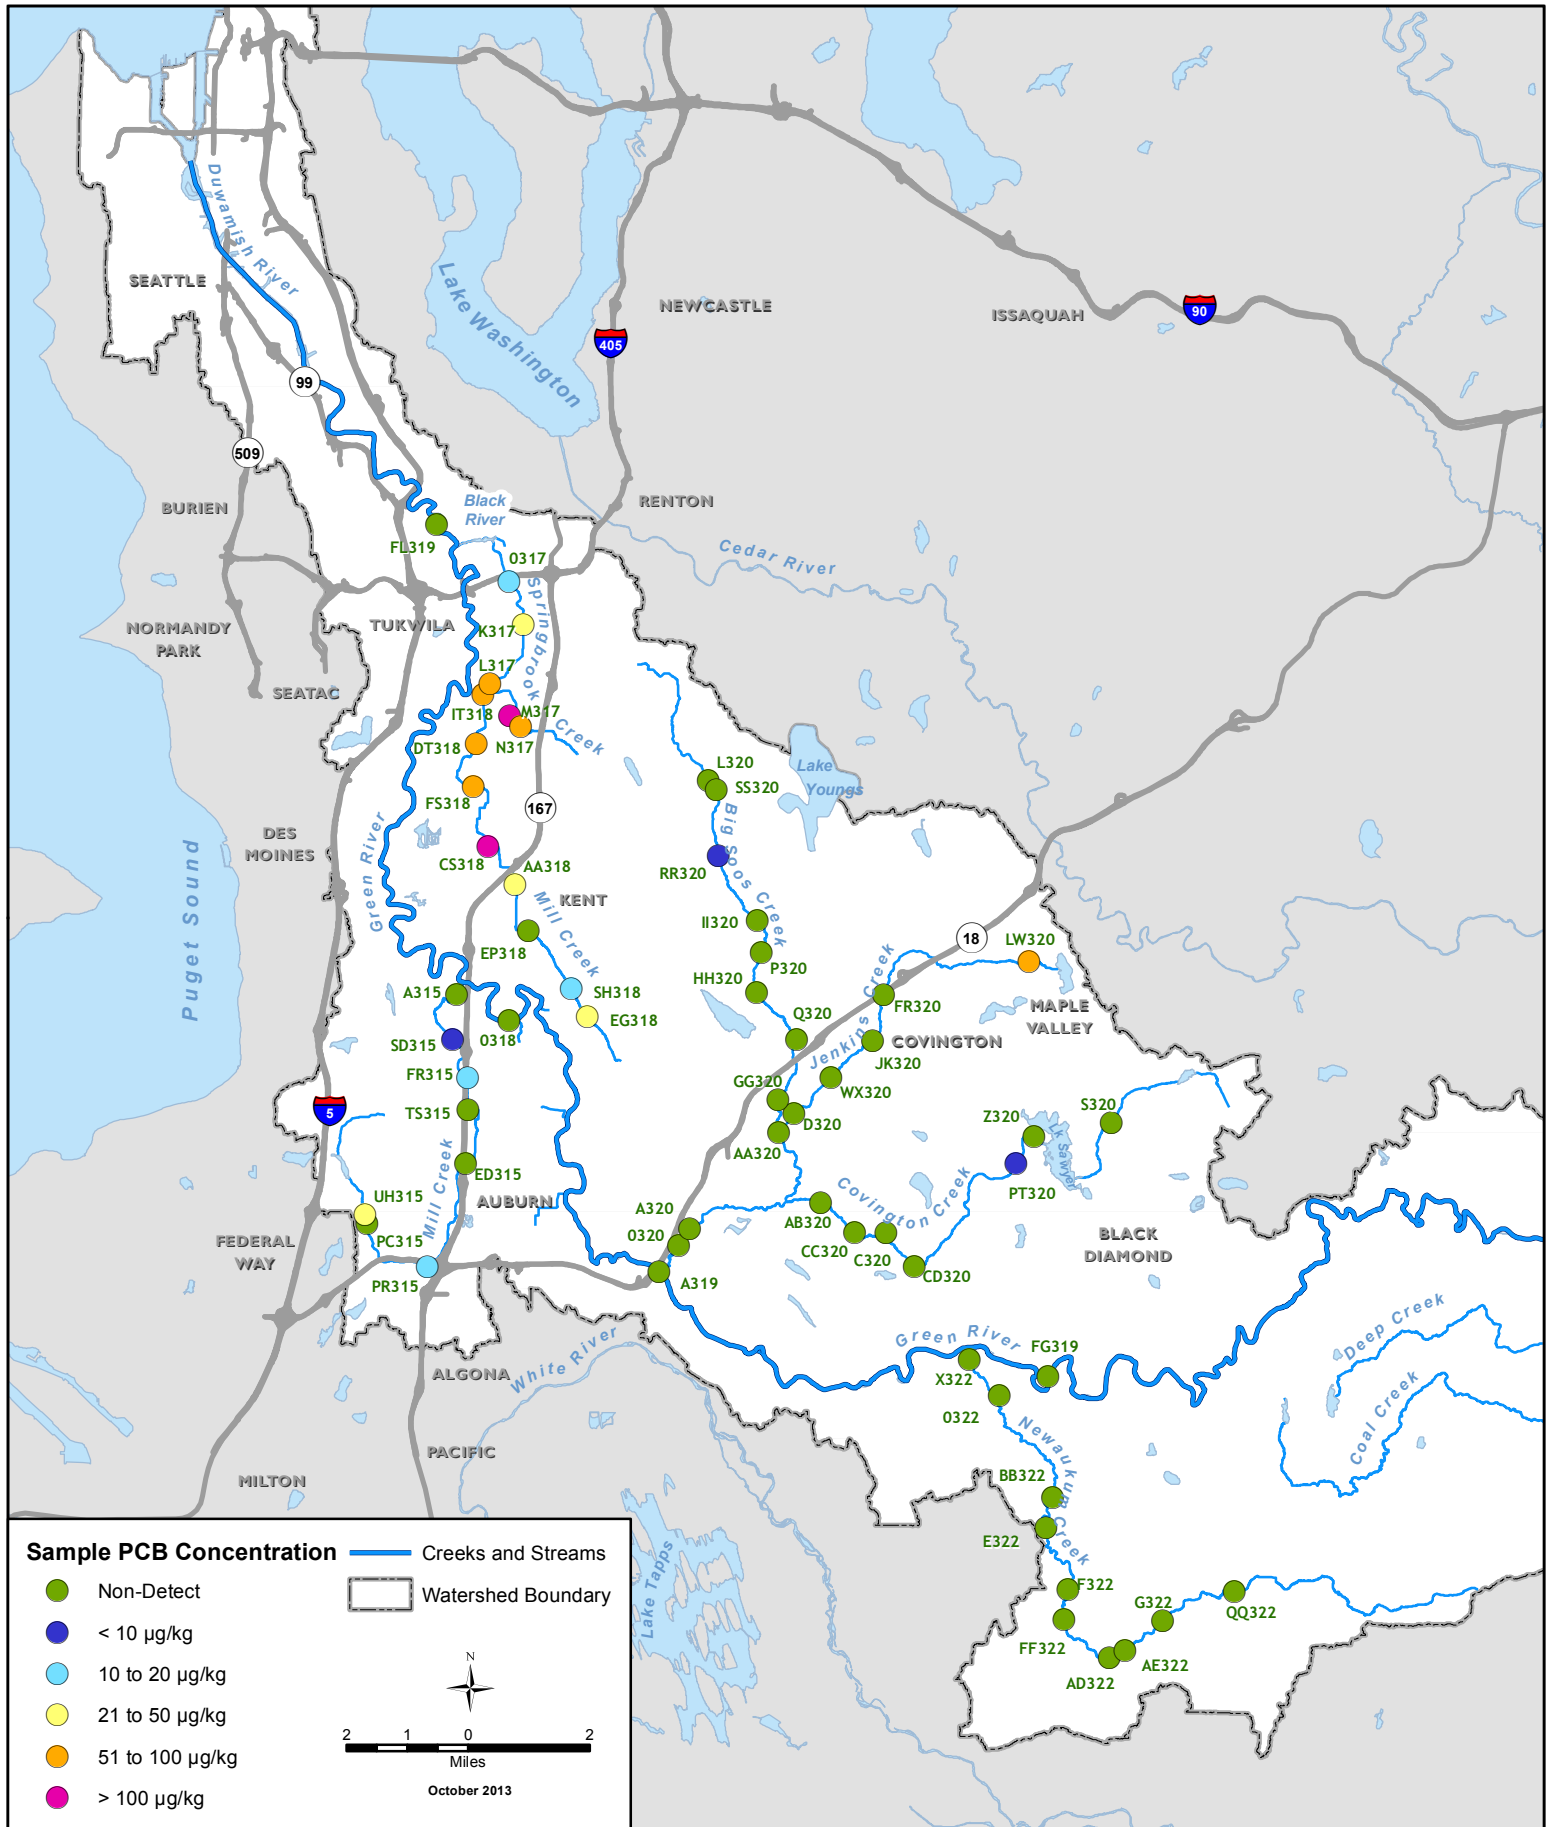 Duwamish River
SEATTLE
Lake Washington
NEWCASTLE
ISSAQUAH
90
405
99
509
BURIEN
Black
River
RENTON
FL319
O317
Cedar River
NORMANDY
PARK
TUKWILA
K317
Springbrook Creek
L317
SEATAC
IT318
M317
DT318
N317
L320
SS320
Lake
Youngs
FS318
167
Big Soos Creek
DES
MOINES
Green River
CS318
AA318
RR320
Puget Sound
KENT
Mill Creek
II320
18
LW320
EP318
P320
HH320
A315
SH318
FR320
MAPLE
VALLEY
EG318
Q320
Jenkins Creek
SD315
O318
COVINGTON
JK320
FR315
GG320
WX320
5
TS315
D320
Z320
S320
Lk Sawyer
AA320
Mill Creek
ED315
PT320
UH315
AUBURN
Covington Creek
A320
AB320
O320
PC315
FEDERAL
WAY
CC320
C320
BLACK
DIAMOND
CD320
PR315
A319
Green River
FG319
Deep Creek
White River
ALGONA
X322
O322
Coal Creek
PACIFIC
Newaukum Creek
MILTON
BB322
E322
Lake Tapps
F322
G322
QQ322
FF322
AE322
AD322
Sample PCB Concentration
Non-Detect
< 10 µg/kg
10 to 20 µg/kg
21 to 50 µg/kg
51 to 100 µg/kg
> 100 µg/kg
Creeks and Streams
Watershed Boundary
N
2 1 0 2
Miles
October 2013